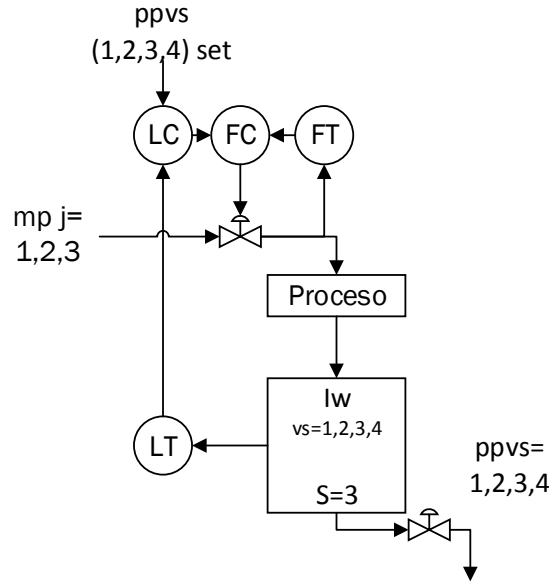 ppvs
(1,2,3,4) set
LC
FC
FT
mp j=
1,2,3
Proceso
Iw
vs=1,2,3,4
LT
S=3
ppvs=
1,2,3,4